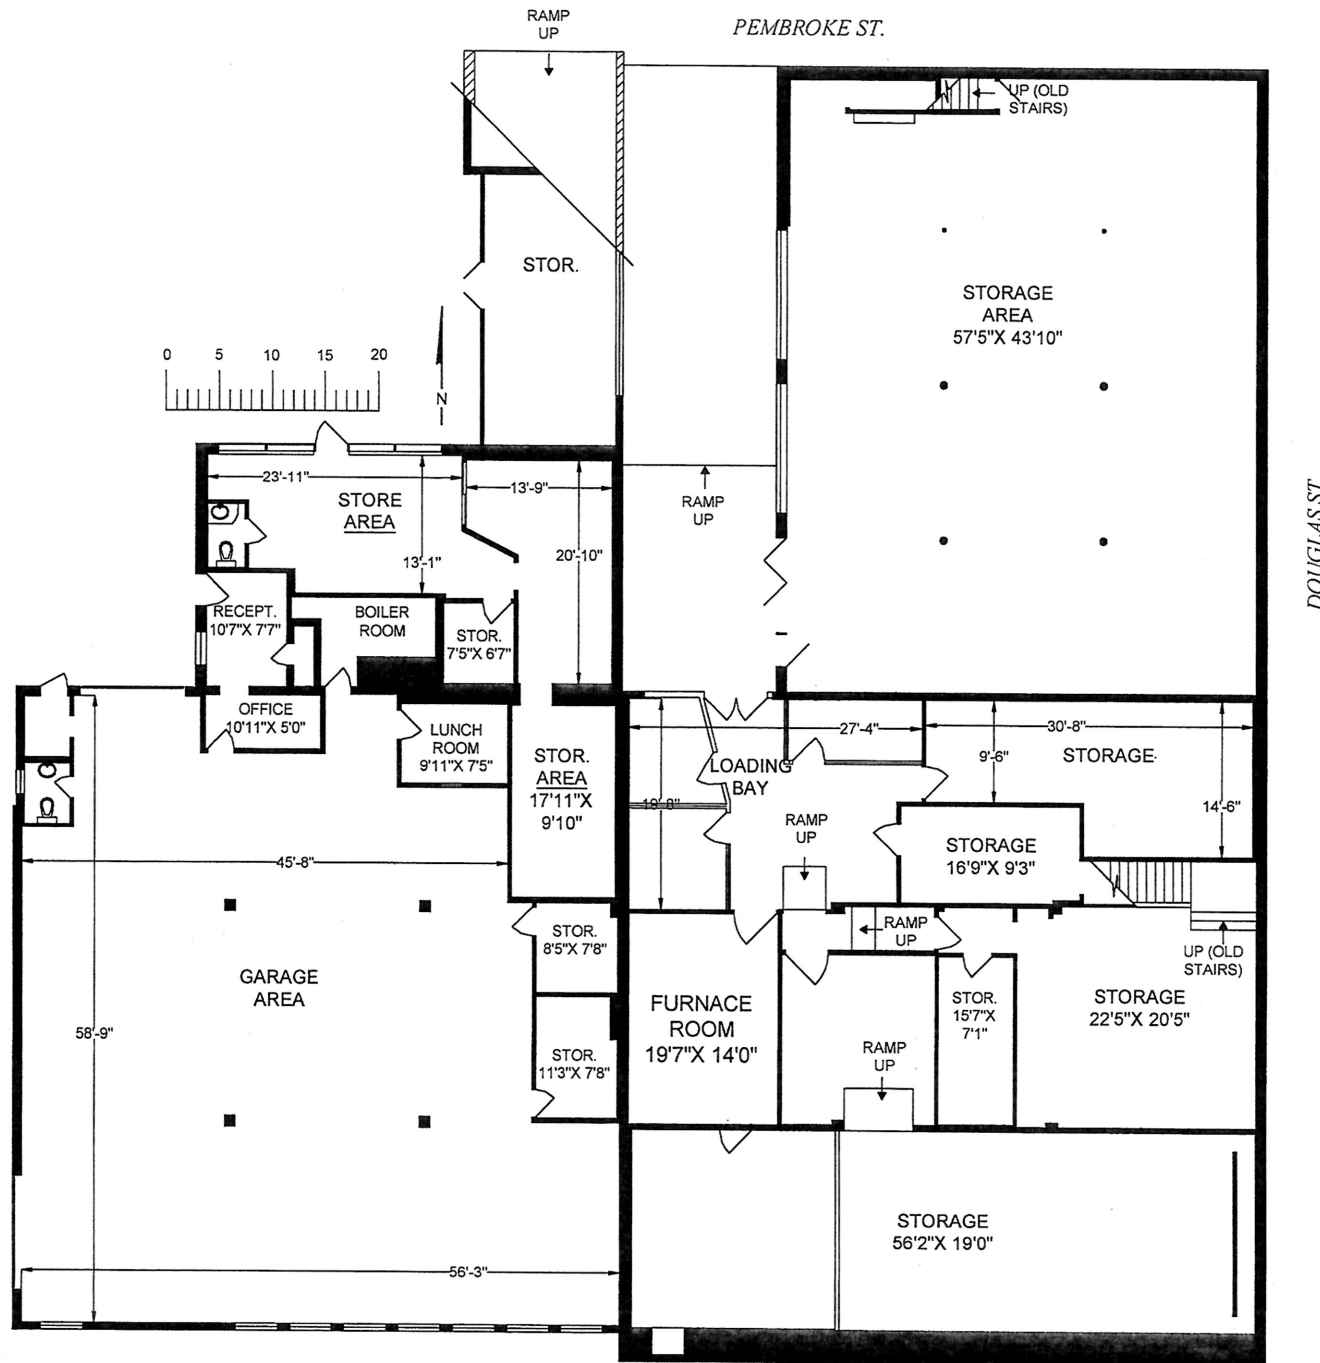 RAMP
UP
PEMBROKE ST.
UP (OLD
STAIRS)
STOR.
STORAGE
AREA
57'5"X 43'10"
0 5 10 15 20
N
DOUGLAS ST.
23'-11"
13'-9"
STORE
AREA
RAMP
UP
13'-1"
20'-10"
RECEPT.
10'7"X 7'7"
BOILER
ROOM
STOR.
7'5"X 6'7"
OFFICE
10'11"X 5'0"
LUNCH
ROOM
9'11"X 7'5"
STOR.
AREA
17'11"X
9'10"
27'-4"
30'-8"
9'-6"
STORAGE
LOADING
BAY
19'-8"
14'-6"
RAMP
UP
STORAGE
16'9"X 9'3"
45'-8"
STOR.
8'5"X 7'8"
RAMP
UP
UP (OLD
STAIRS)
GARAGE
AREA
58'-9"
FURNACE
ROOM
19'7"X 14'0"
STOR.
15'7"X
7'1"
STORAGE
22'5"X 20'5"
STOR.
11'3"X 7'8"
RAMP
UP
STORAGE
56'2"X 19'0"
56'-3"